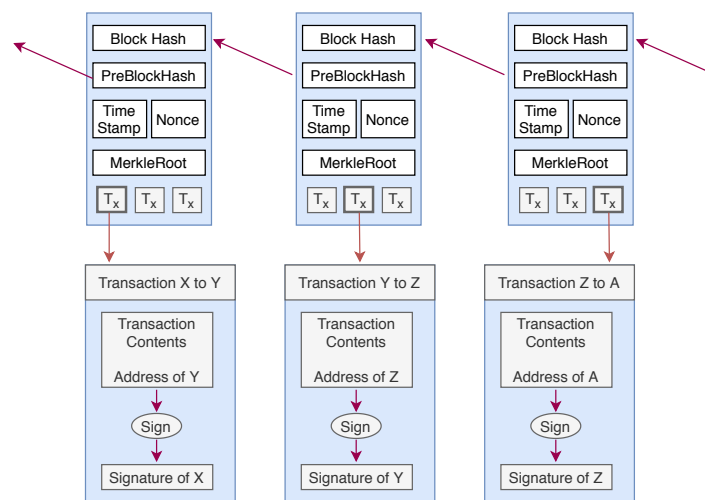 Block Hash
PreBlockHash
Time
Stamp
Nonce
MerkleRoot
Tx Tx Tx
Block Hash
PreBlockHash
Time
Stamp
Nonce
MerkleRoot
Tx Tx Tx
Block Hash
PreBlockHash
Time
Stamp
Nonce
MerkleRoot
Tx Tx Tx
Transaction X to Y
Transaction
Contents
Address of Y
Sign
Signature of X
Transaction Y to Z
Transaction
Contents
Address of Z
Sign
Signature of Y
Transaction Z to A
Transaction
Contents
Address of A
Sign
Signature of Z